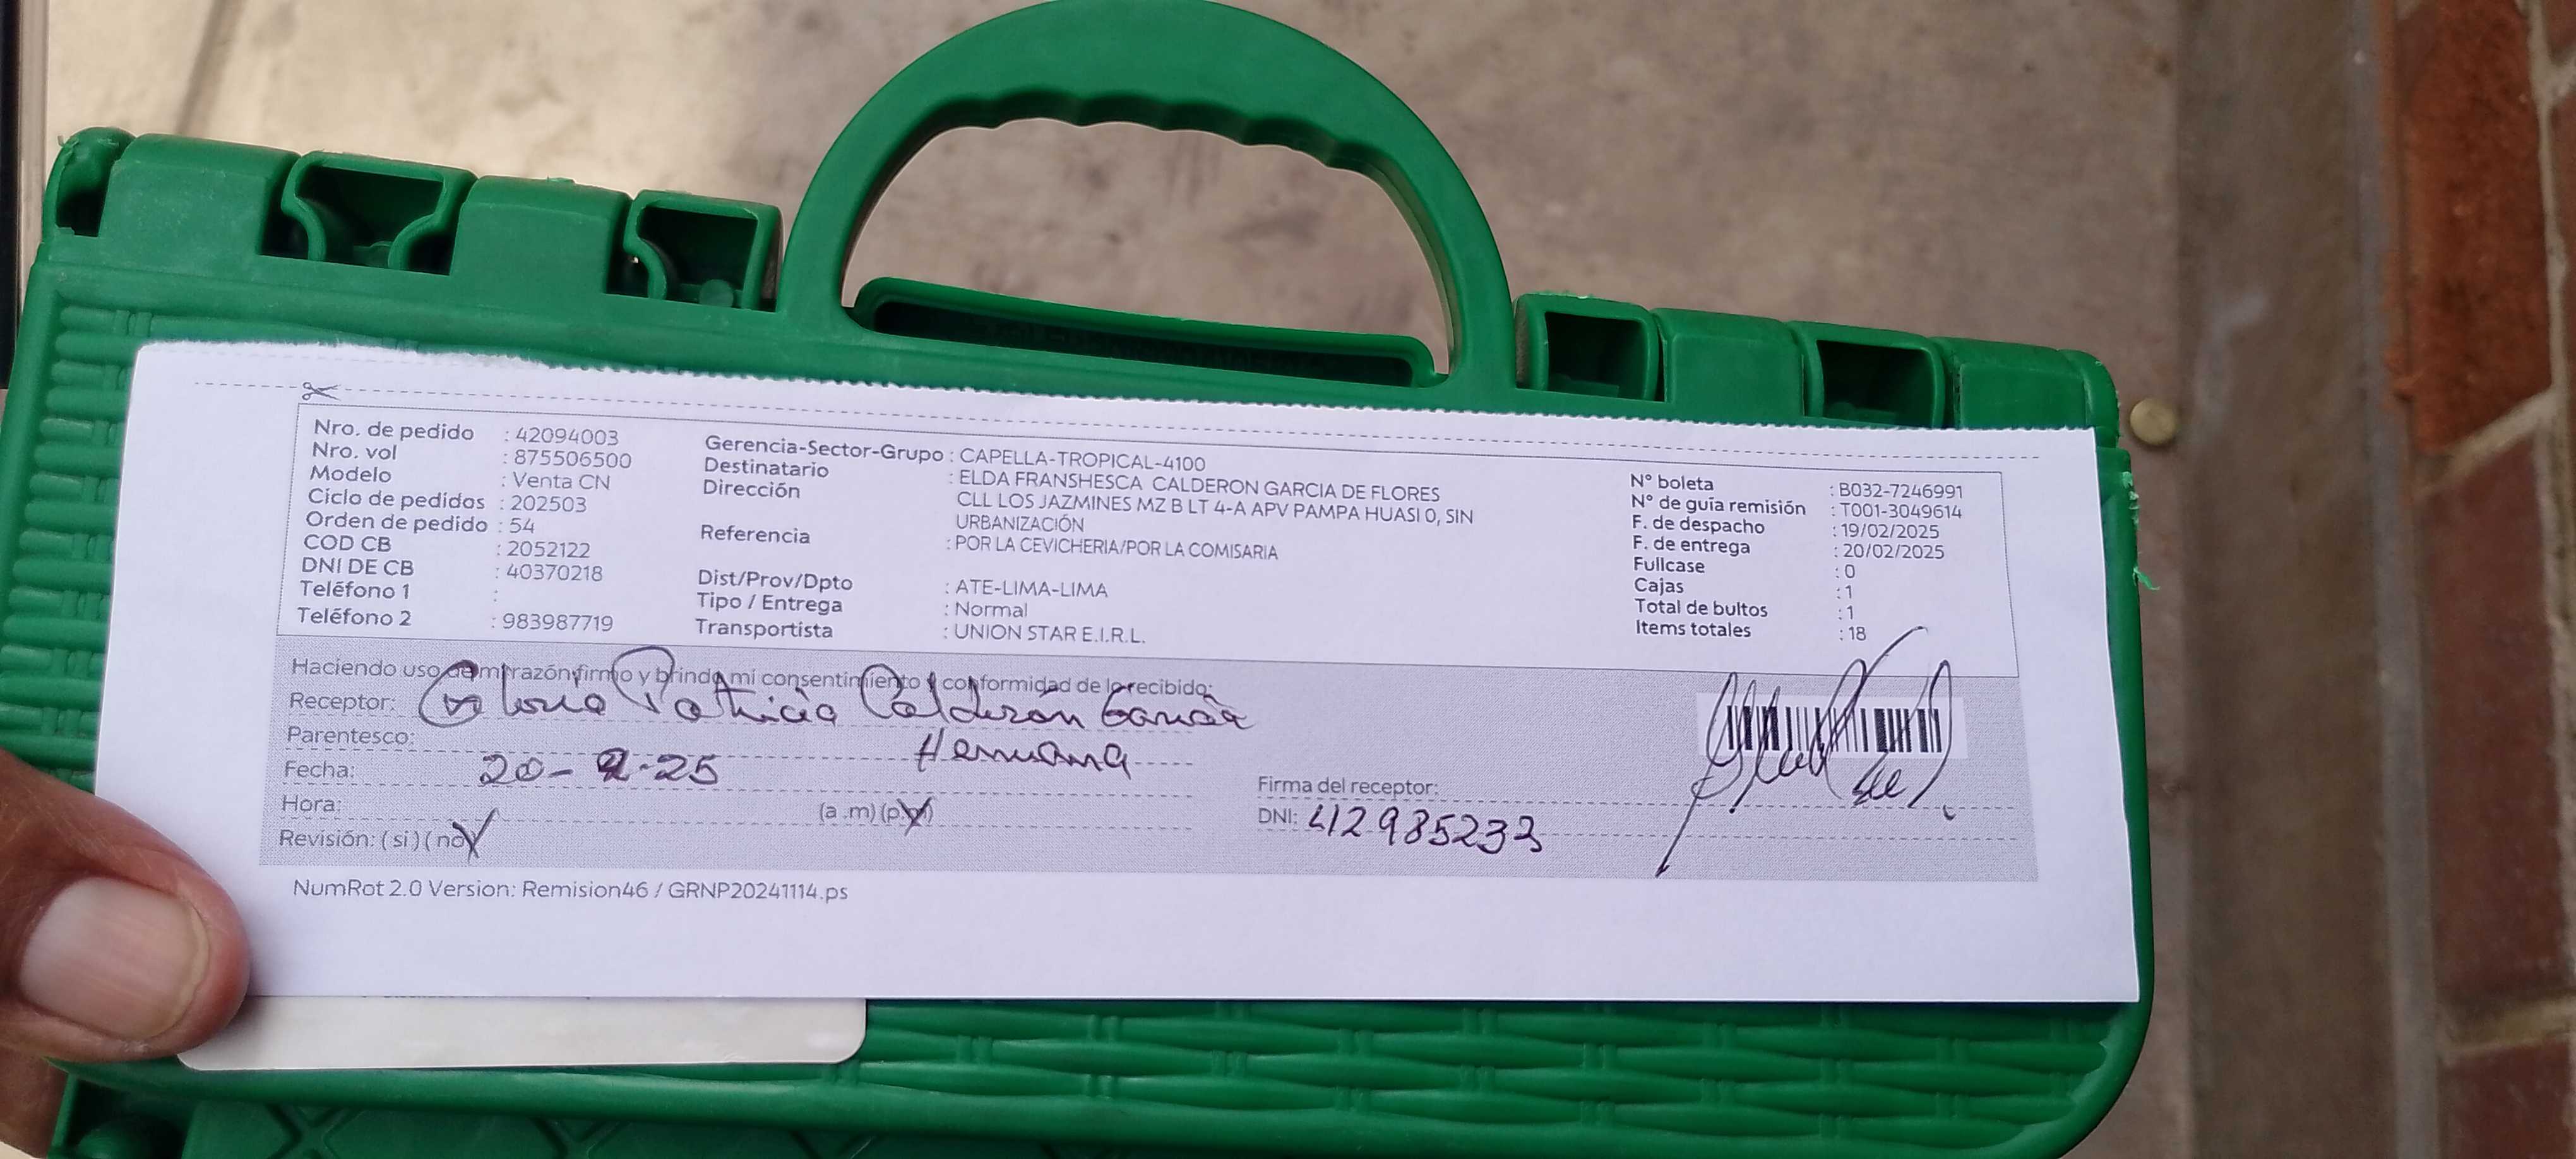 Nro. de pedido : 42094003
Nro. vol : 875506500
Modelo : Venta CN
Ciclo de pedidos : 202503
Orden de pedido : 54
COD CB : 2052122
DNI DE CB : 40370218
Teléfono 1 :
Teléfono 2 : 983987719
Gerencia-Sector-Grupo : CAPELLA-TROPICAL-4100
Destinatario : ELDA FRANSHESCA CALDERON GARCIA DE FLORES
Dirección CLL LOS JAZMINES MZ B LT 4-A APV PAMPA HUASI 0, SIN
URBANIZACIÓN
Referencia : POR LA CEVICHERIA/POR LA COMISARIA
Dist/Prov/Dpto : ATE-LIMA-LIMA
Tipo / Entrega : Normal
Transportista : UNION STAR E.I.R.L.
N° boleta : B032-7246991
N° de guía remisión : T001-3049614
F. de despacho : 19/02/2025
F. de entrega : 20/02/2025
Fullcase : 0
Cajas : 1
Total de bultos : 1
Items totales : 18
Haciendo uso de mi razón firmo y brindo mi consentimiento y conformidad de lo recibido:
Receptor: Gloria Patricia Calderón García
Parentesco: Hermana
Fecha: 20-2-25
Hora: (a .m) (p.m)
Revisión: ( si ) ( no )
Firma del receptor:
DNI: 412985233
NumRot 2.0 Version: Remision46 / GRNP20241114.ps